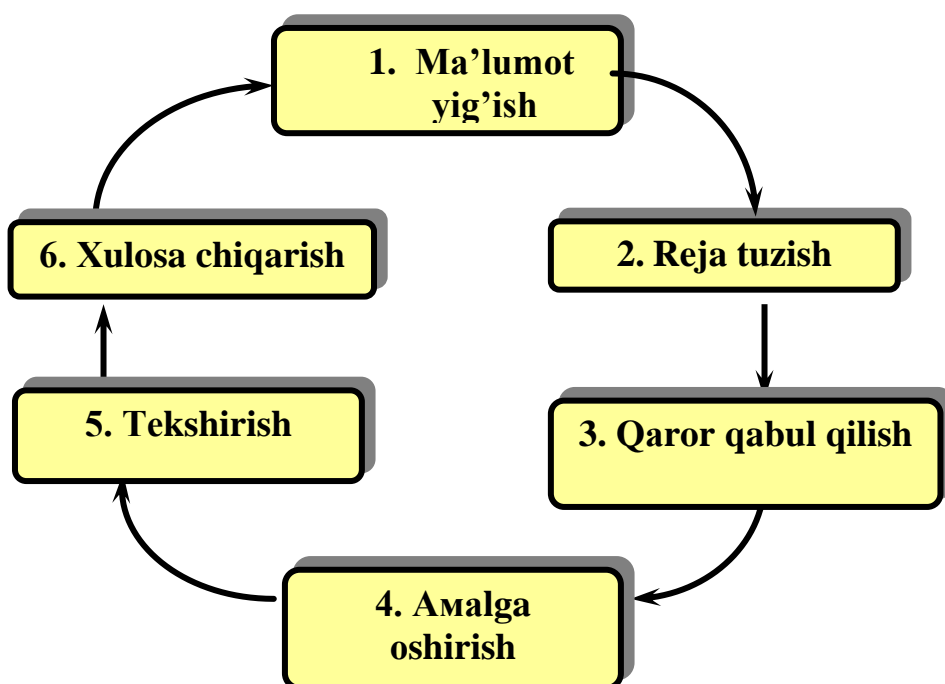 1. Ma’lumot
yig’ish
2. Reja tuzish
3. Qaror qabul qilish
4. Амalga
oshirish
5. Tekshirish
6. Xulosa chiqarish